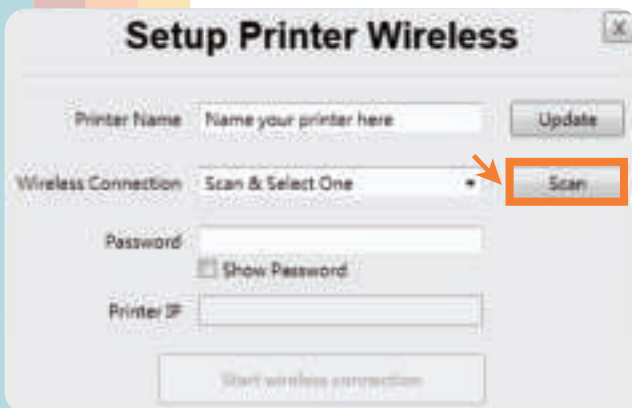 Setup Printer Wireless
X
Printer Name Name your printer here Update
Wireless Connection Scan & Select One Scan
Password
Show Password
Printer IP
Start wireless connection